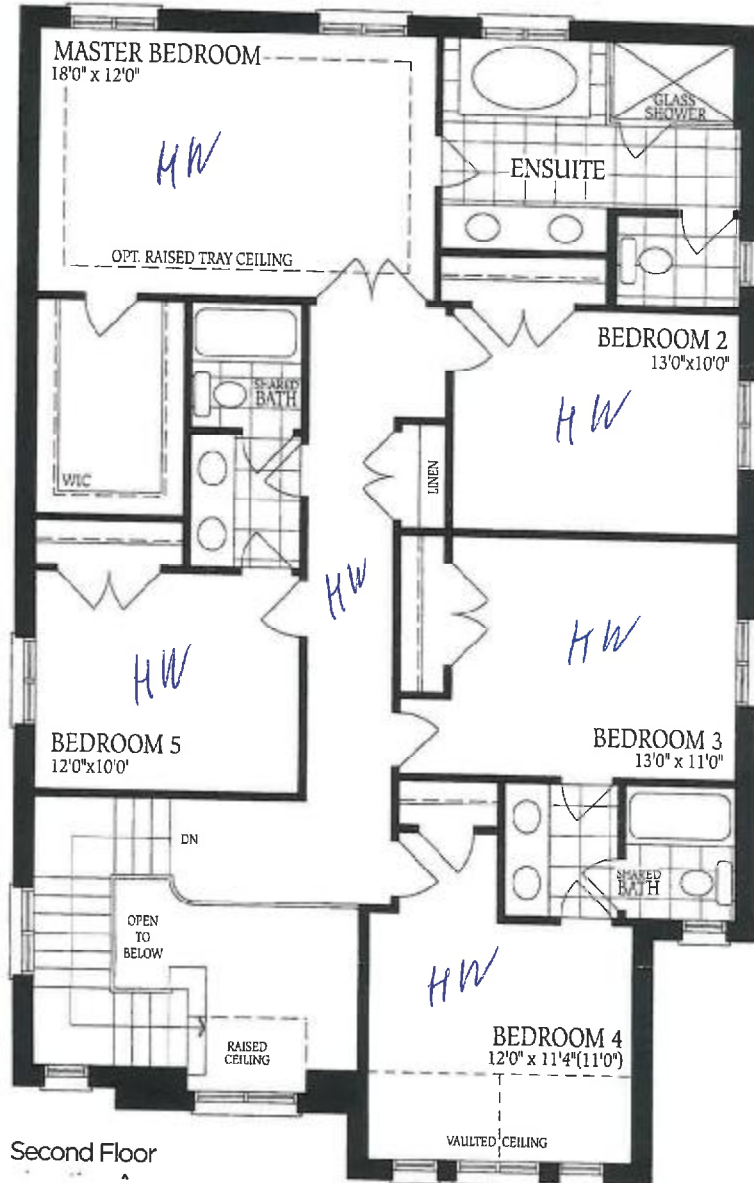 MASTER BEDROOM
18'0" x 12'0"
HW
OPT. RAISED TRAY CEILING
GLASS
SHOWER
ENSUITE
BEDROOM 2
13'0"x10'0"
HW
SHARED
BATH
LINEN
WIC
HW
HW
BEDROOM 3
13'0" x 11'0"
HW
BEDROOM 5
12'0"x10'0'
DN
SHARED
BATH
OPEN
TO
BELOW
HW
BEDROOM 4
12'0" x 11'4"(11'0")
RAISED
CEILING
VAULTED CEILING
Second Floor